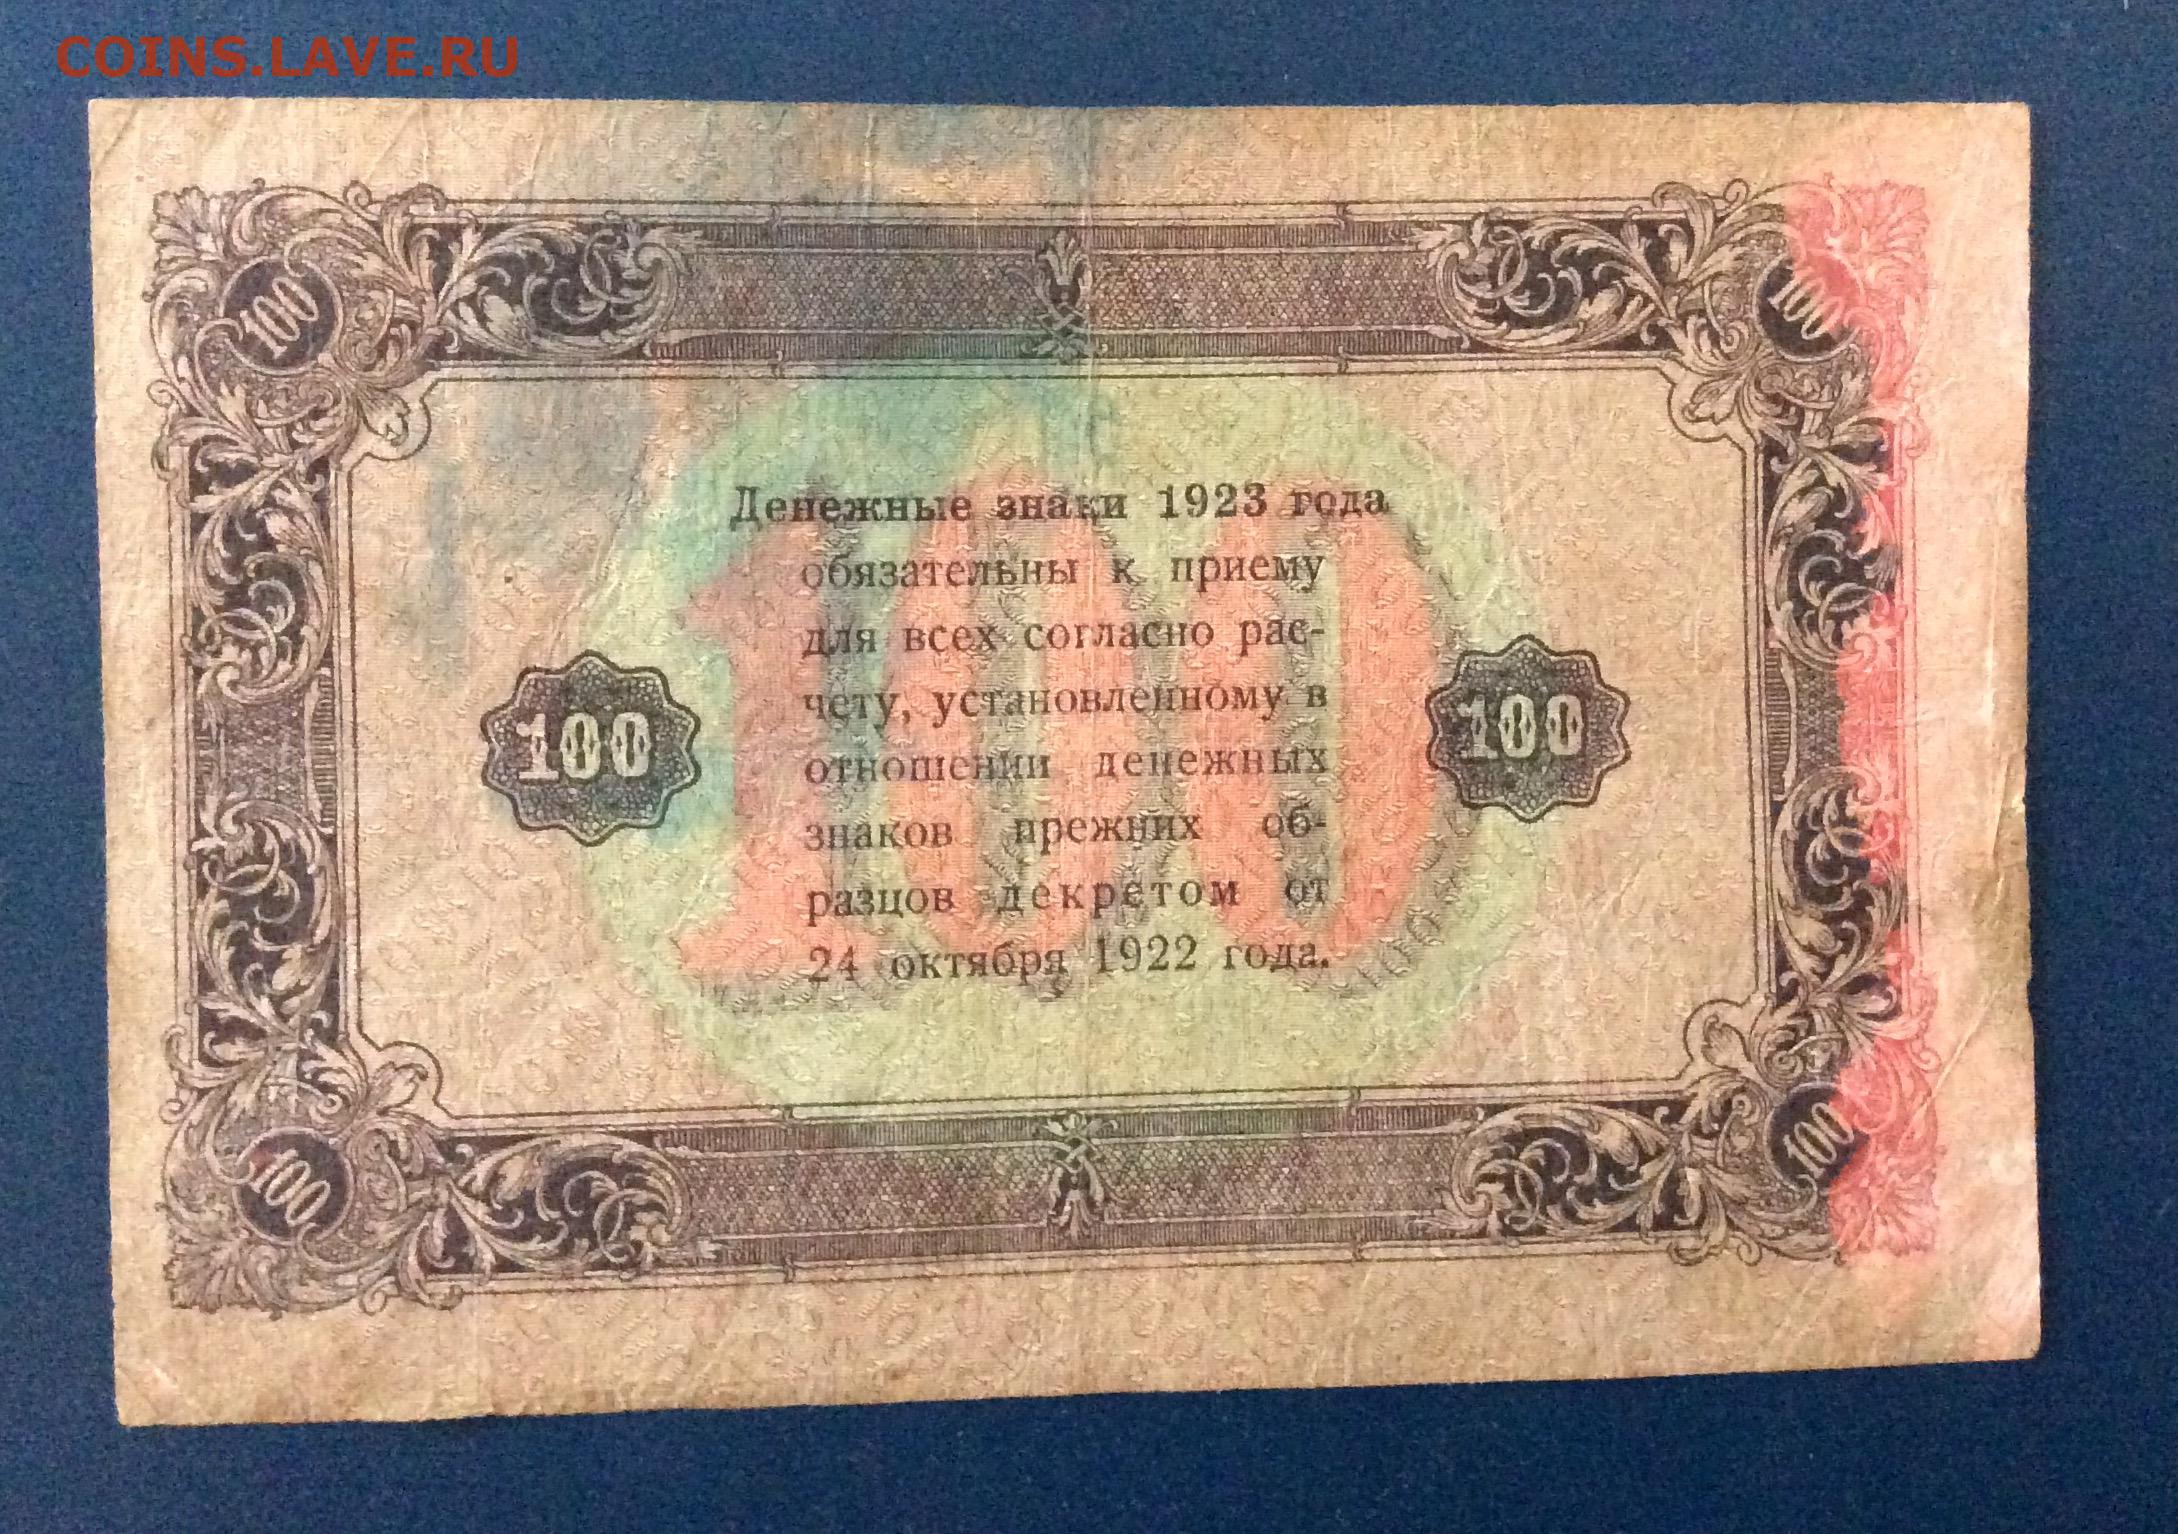 COINS.LAVE.RU
100
100
Денежные знаки 1923 года
обязательны к приему
для всех согласно рас-
чету, установленному в
100
100
отношении денежных
знаков прежних об-
разцов декретом от
24 октября 1922 года.
100
100
100